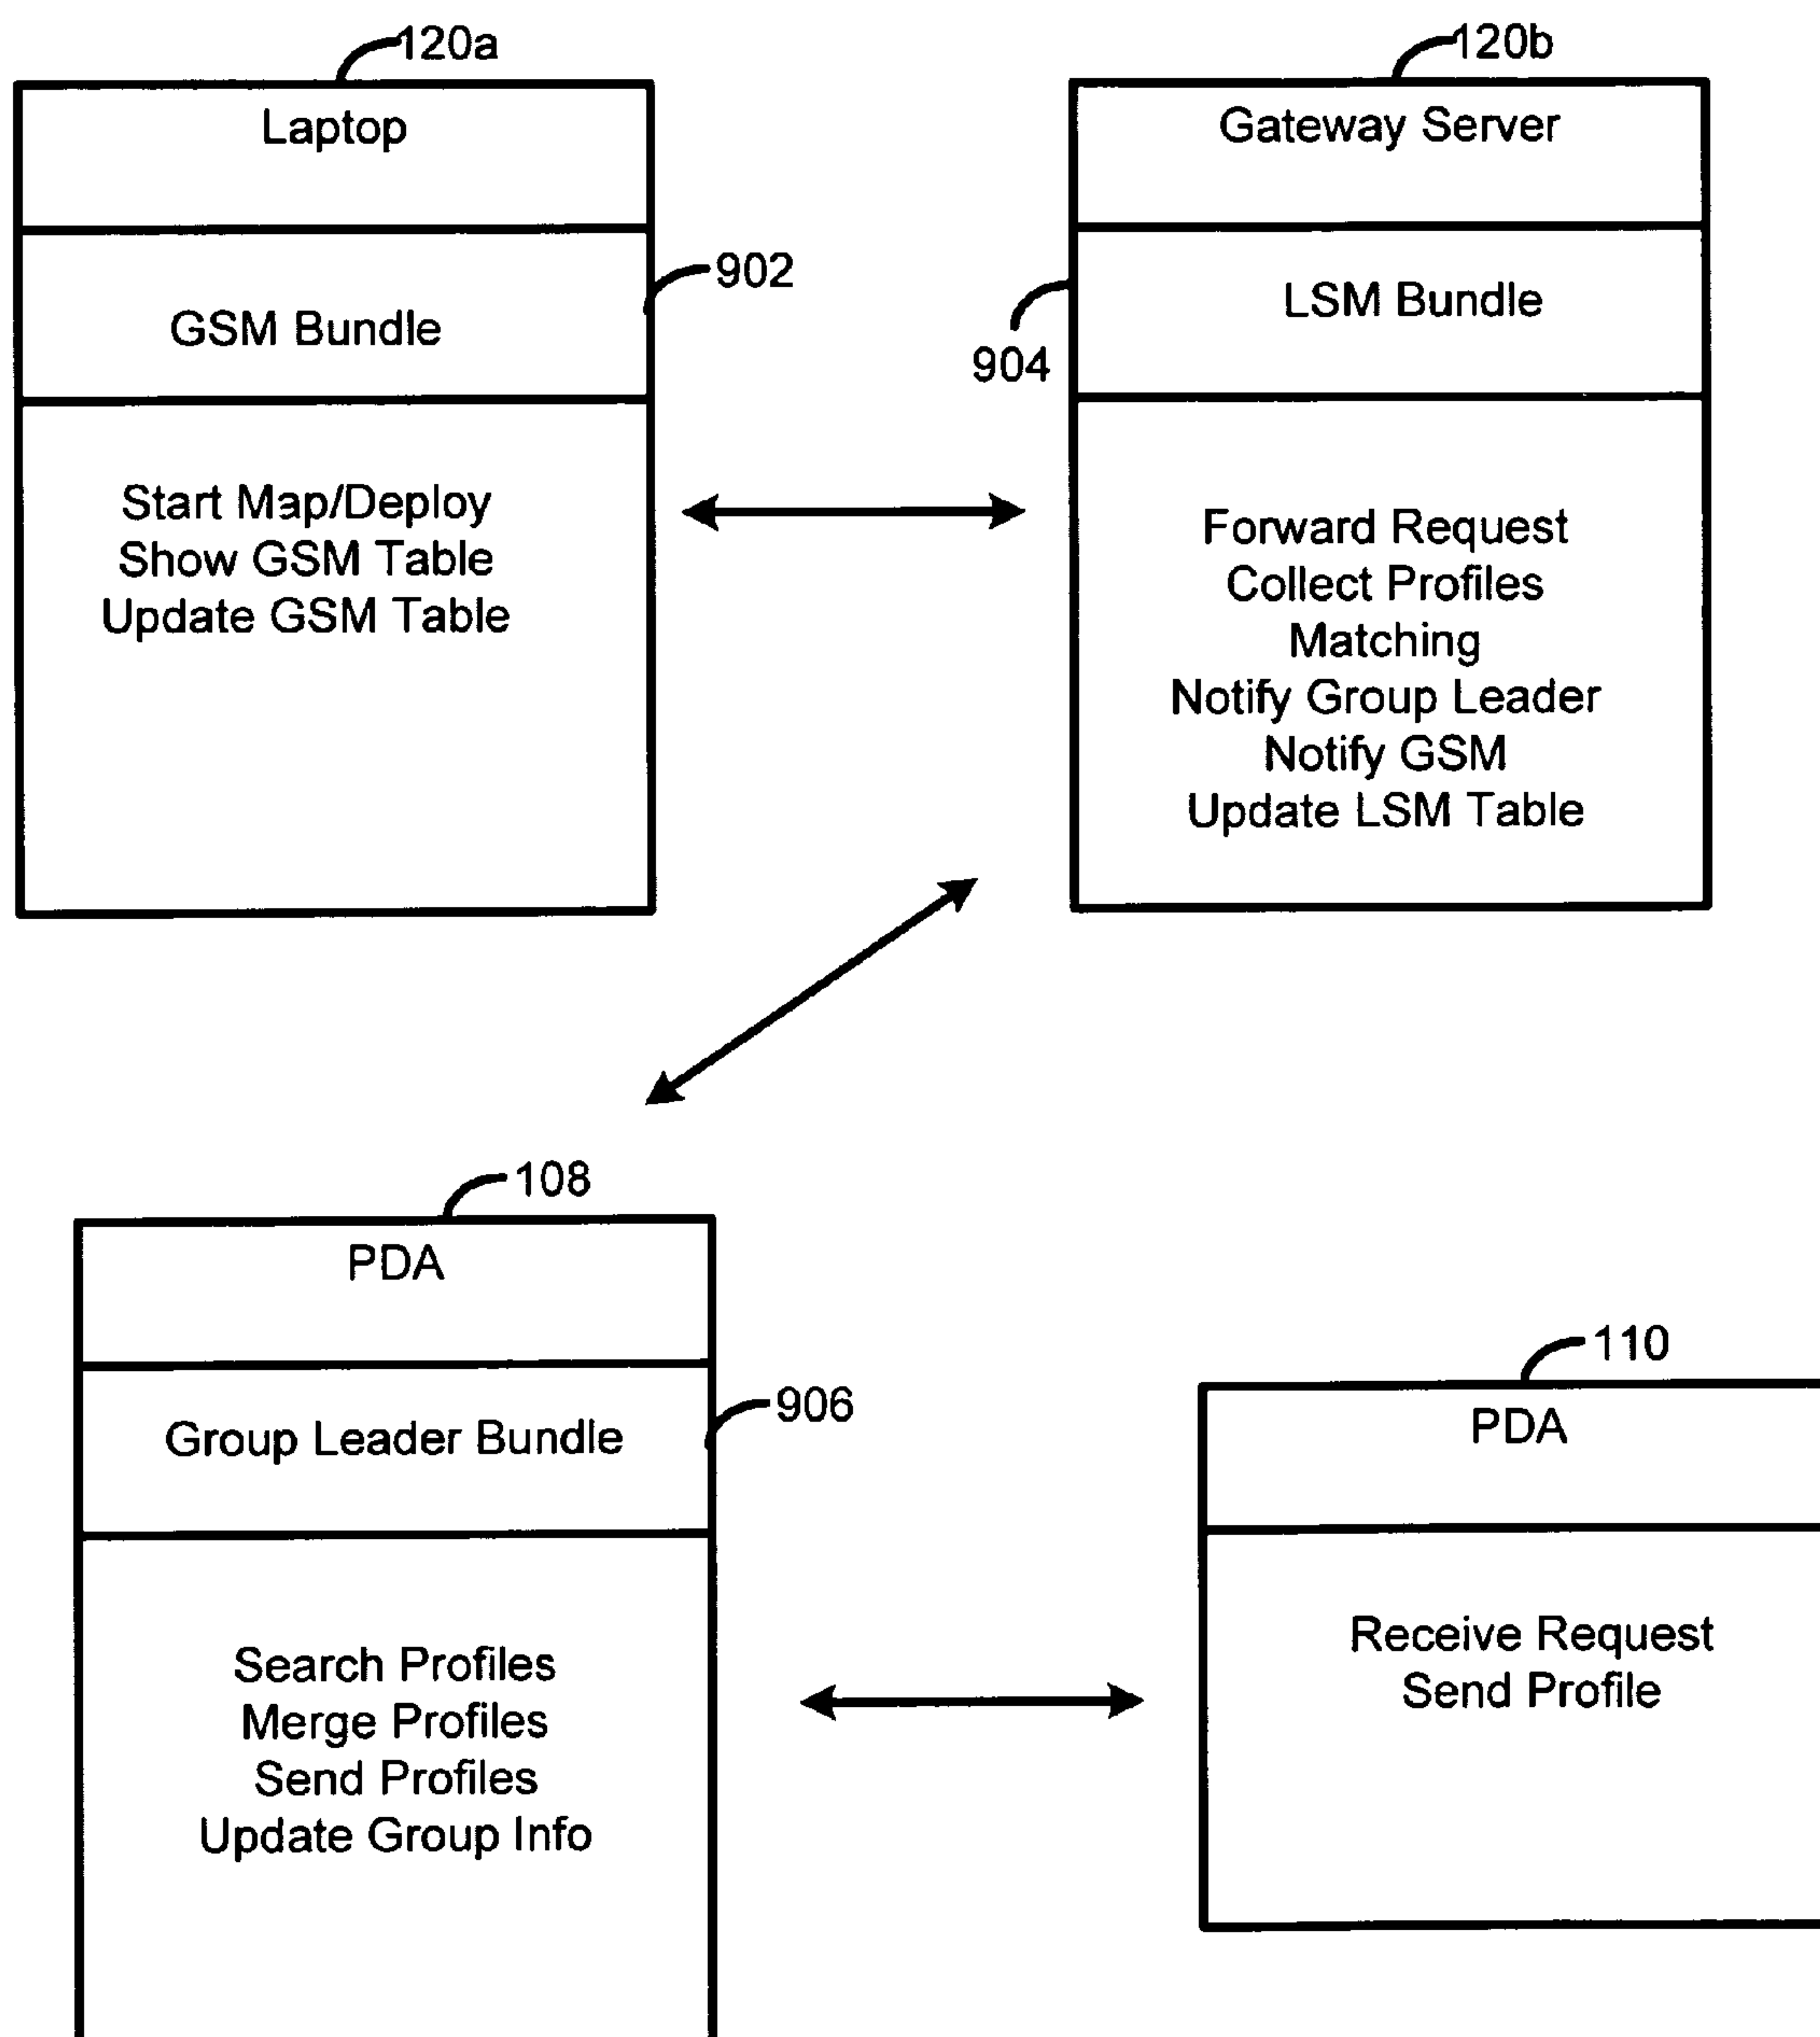 120a
Laptop
902
GSM Bundle
Start Map/Deploy
Show GSM Table
Update GSM Table
120b
Gateway Server
904
LSM Bundle
Forward Request
Collect Profiles
Matching
Notify Group Leader
Notify GSM
Update LSM Table
108
PDA
906
Group Leader Bundle
Search Profiles
Merge Profiles
Send Profiles
Update Group Info
110
PDA
Receive Request
Send Profile